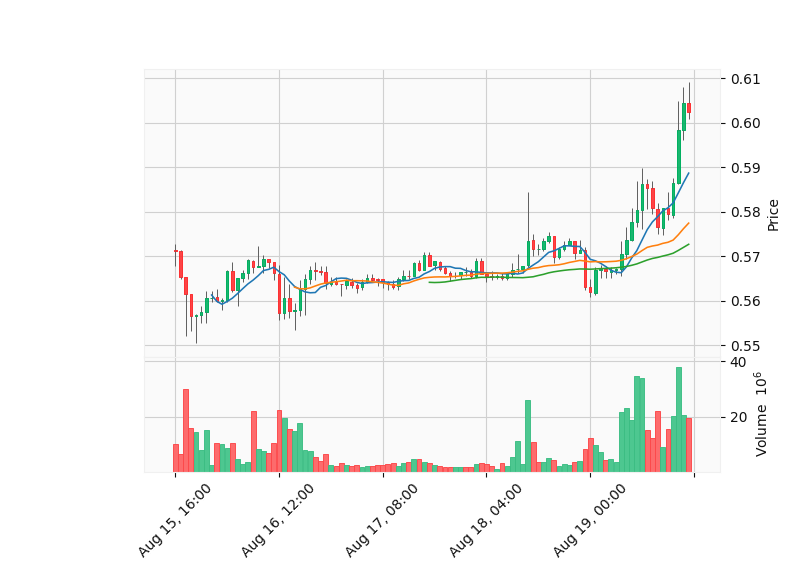 0.61
0.60
0.59
0.58
0.57
0.56
0.55
Price
40
20
Volume 10^6
Aug 15, 16:00
Aug 16, 12:00
Aug 17, 08:00
Aug 18, 04:00
Aug 19, 00:00